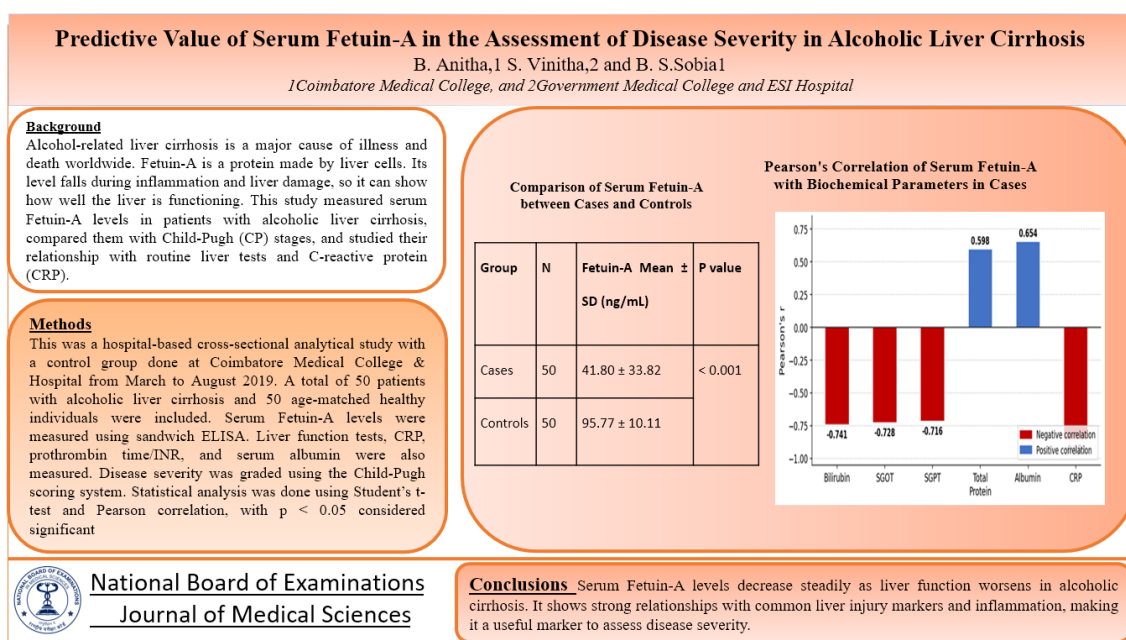 Predictive Value of Serum Fetuin-A in the Assessment of Disease Severity in Alcoholic Liver Cirrhosis
B. Anitha,1 S. Vinitha,2 and B. S.Sobia1
1Coimbatore Medical College, and 2Government Medical College and ESI Hospital
Background
Alcohol-related liver cirrhosis is a major cause of illness and
death worldwide. Fetuin-A is a protein made by liver cells. Its
level falls during inflammation and liver damage, so it can show
how well the liver is functioning. This study measured serum
Fetuin-A levels in patients with alcoholic liver cirrhosis,
compared them with Child-Pugh (CP) stages, and studied their
relationship with routine liver tests and C-reactive protein
(CRP).
Methods
This was a hospital-based cross-sectional analytical study with
a control group done at Coimbatore Medical College &
Hospital from March to August 2019. A total of 50 patients
with alcoholic liver cirrhosis and 50 age-matched healthy
individuals were included. Serum Fetuin-A levels were
measured using sandwich ELISA. Liver function tests, CRP,
prothrombin time/INR, and serum albumin were also
measured. Disease severity was graded using the Child-Pugh
scoring system. Statistical analysis was done using Student's t-
test and Pearson correlation, with p < 0.05 considered
significant
Comparison of Serum Fetuin-A
between Cases and Controls
Group N Fetuin-A Mean ± P value
SD (ng/mL)
Cases 50 41.80 ± 33.82 < 0.001
Controls 50 95.77 ± 10.11
Pearson's Correlation of Serum Fetuin-A
with Biochemical Parameters in Cases
Pearson's r
0.75
0.50
0.25
0.00
−0.25
−0.50
−0.75
−1.00
-0.741
-0.728
-0.716
0.598
0.654
Negative correlation
Positive correlation
Bilirubin SGOT SGPT Total Albumin CRP
Protein
National Board of Examinations
Journal of Medical Sciences
Conclusions Serum Fetuin-A levels decrease steadily as liver function worsens in alcoholic
cirrhosis. It shows strong relationships with common liver injury markers and inflammation, making
it a useful marker to assess disease severity.